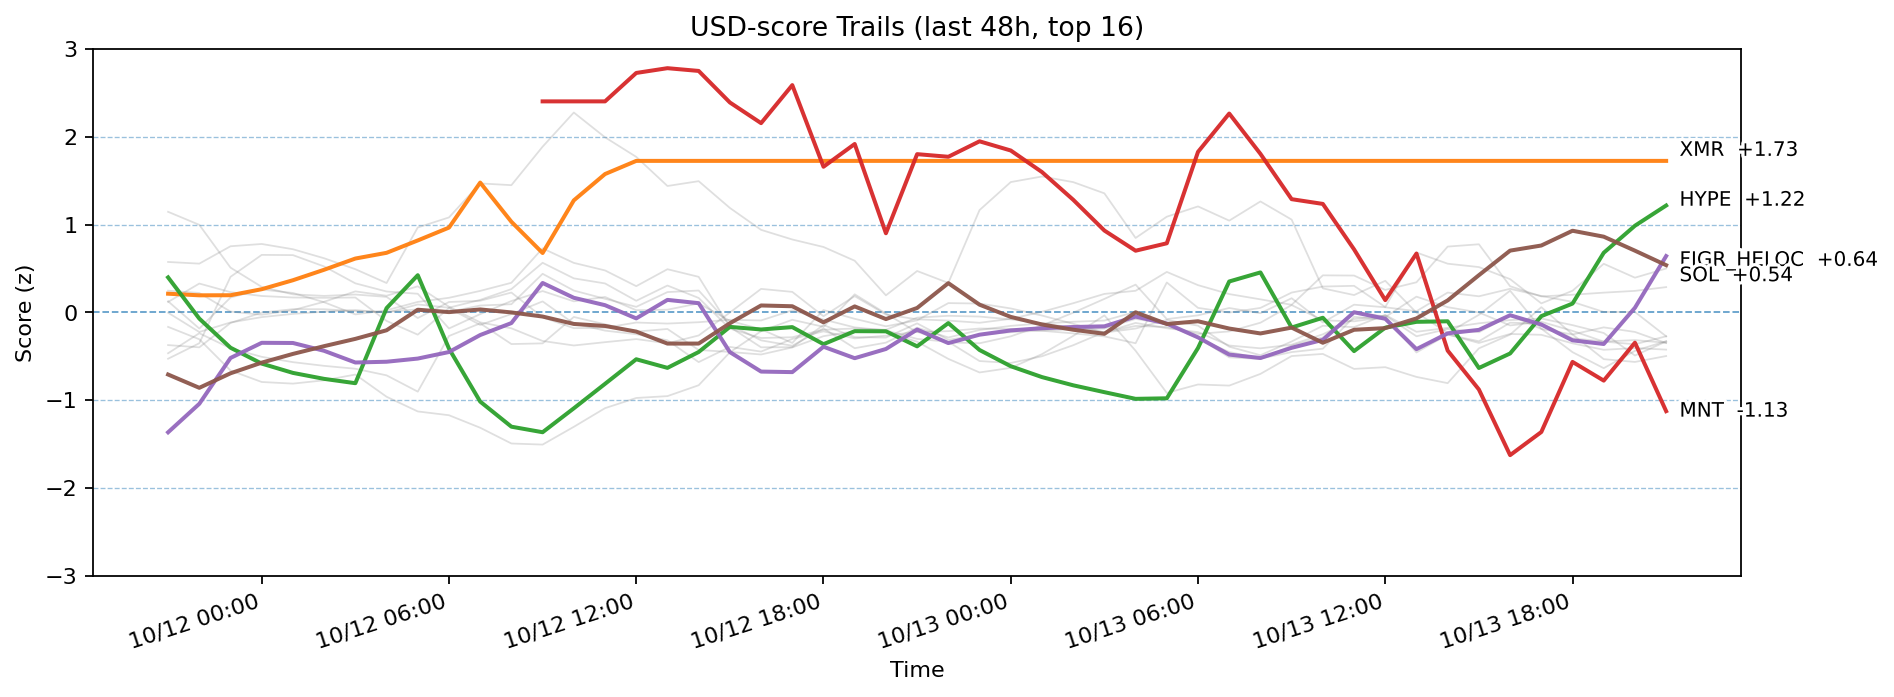 USD-score Trails (last 48h, top 16)
3
2
1
0
−1
−2
−3
Score (z)
XMR +1.73
HYPE +1.22
FIGR_HELOC +0.64
SOL +0.54
MNT -1.13
10/12 00:00
10/12 06:00
10/12 12:00
10/12 18:00
10/13 00:00
10/13 06:00
10/13 12:00
10/13 18:00
Time